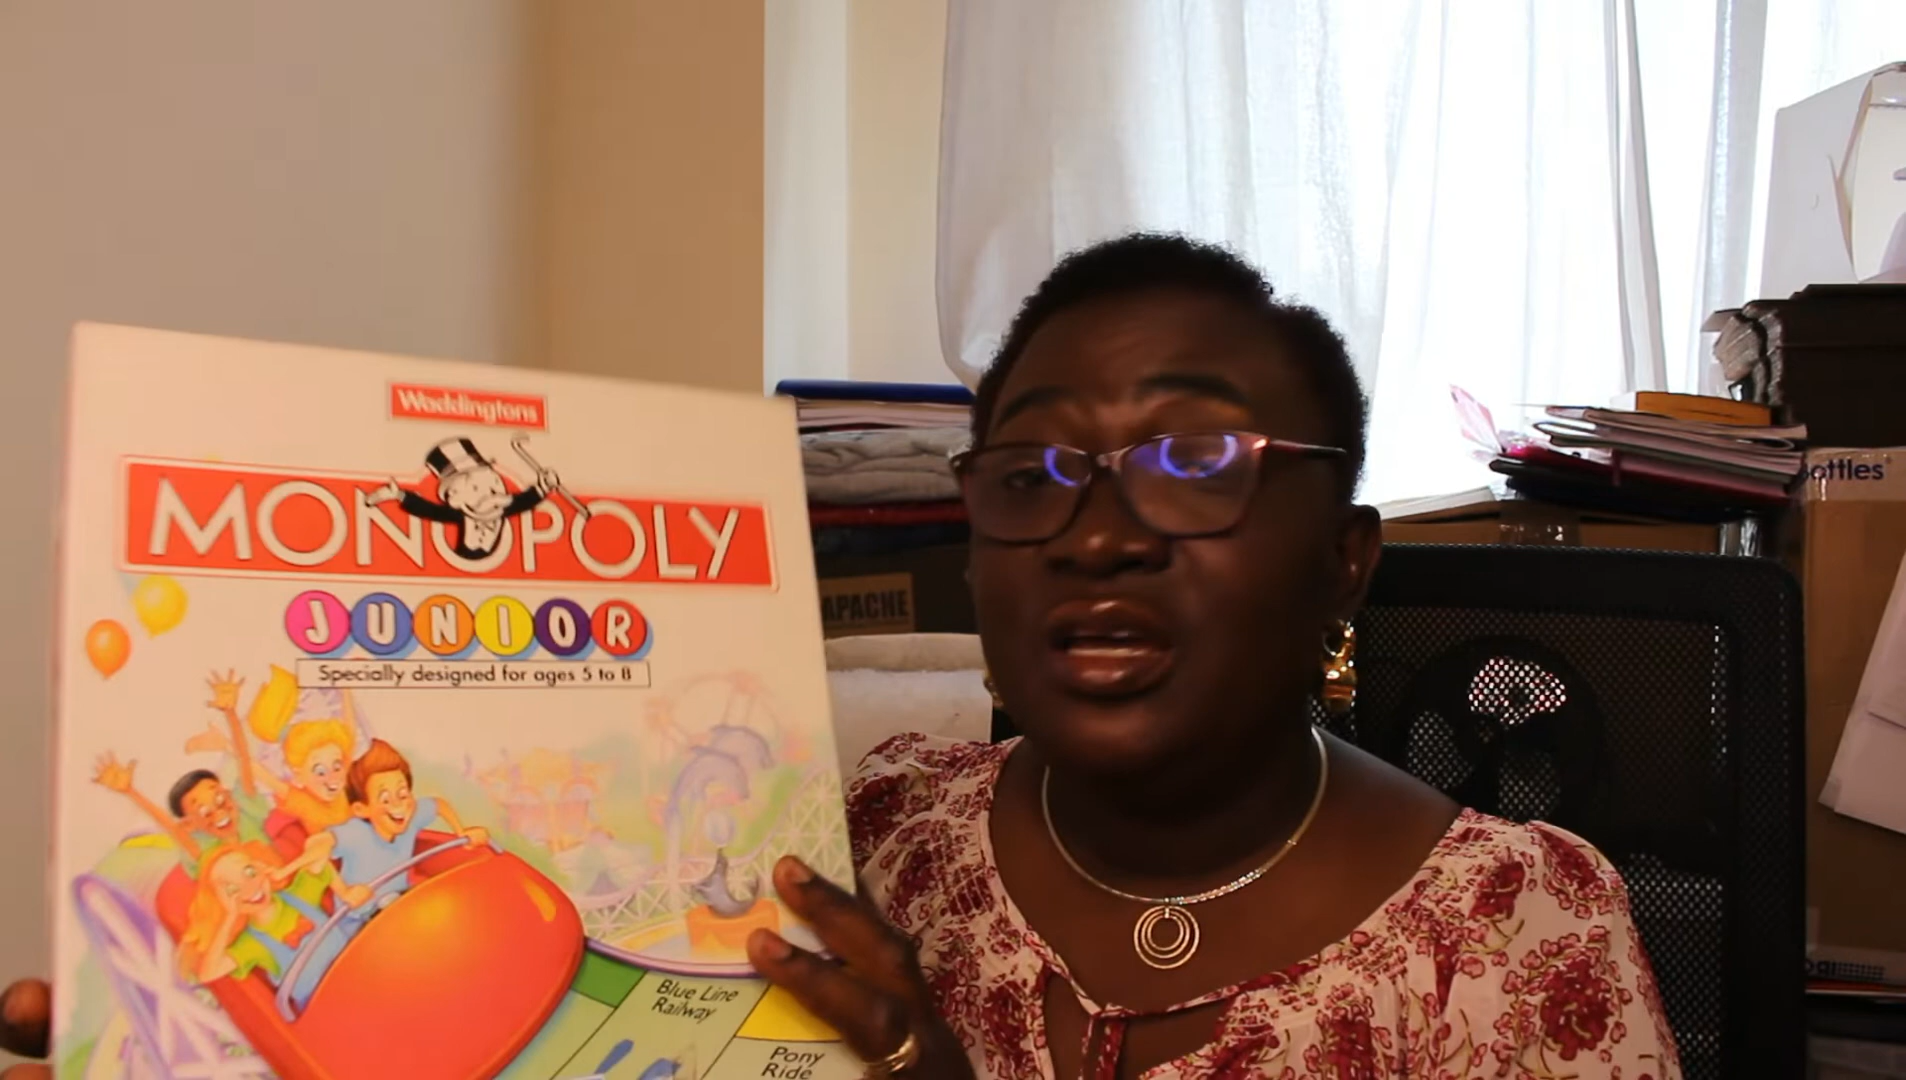 Waddingtons
MONOPOLY
JUNIOR
Specially designed for ages 5 to 8
Blue Line
Railway
Pony
Ride
APACHE
ottles